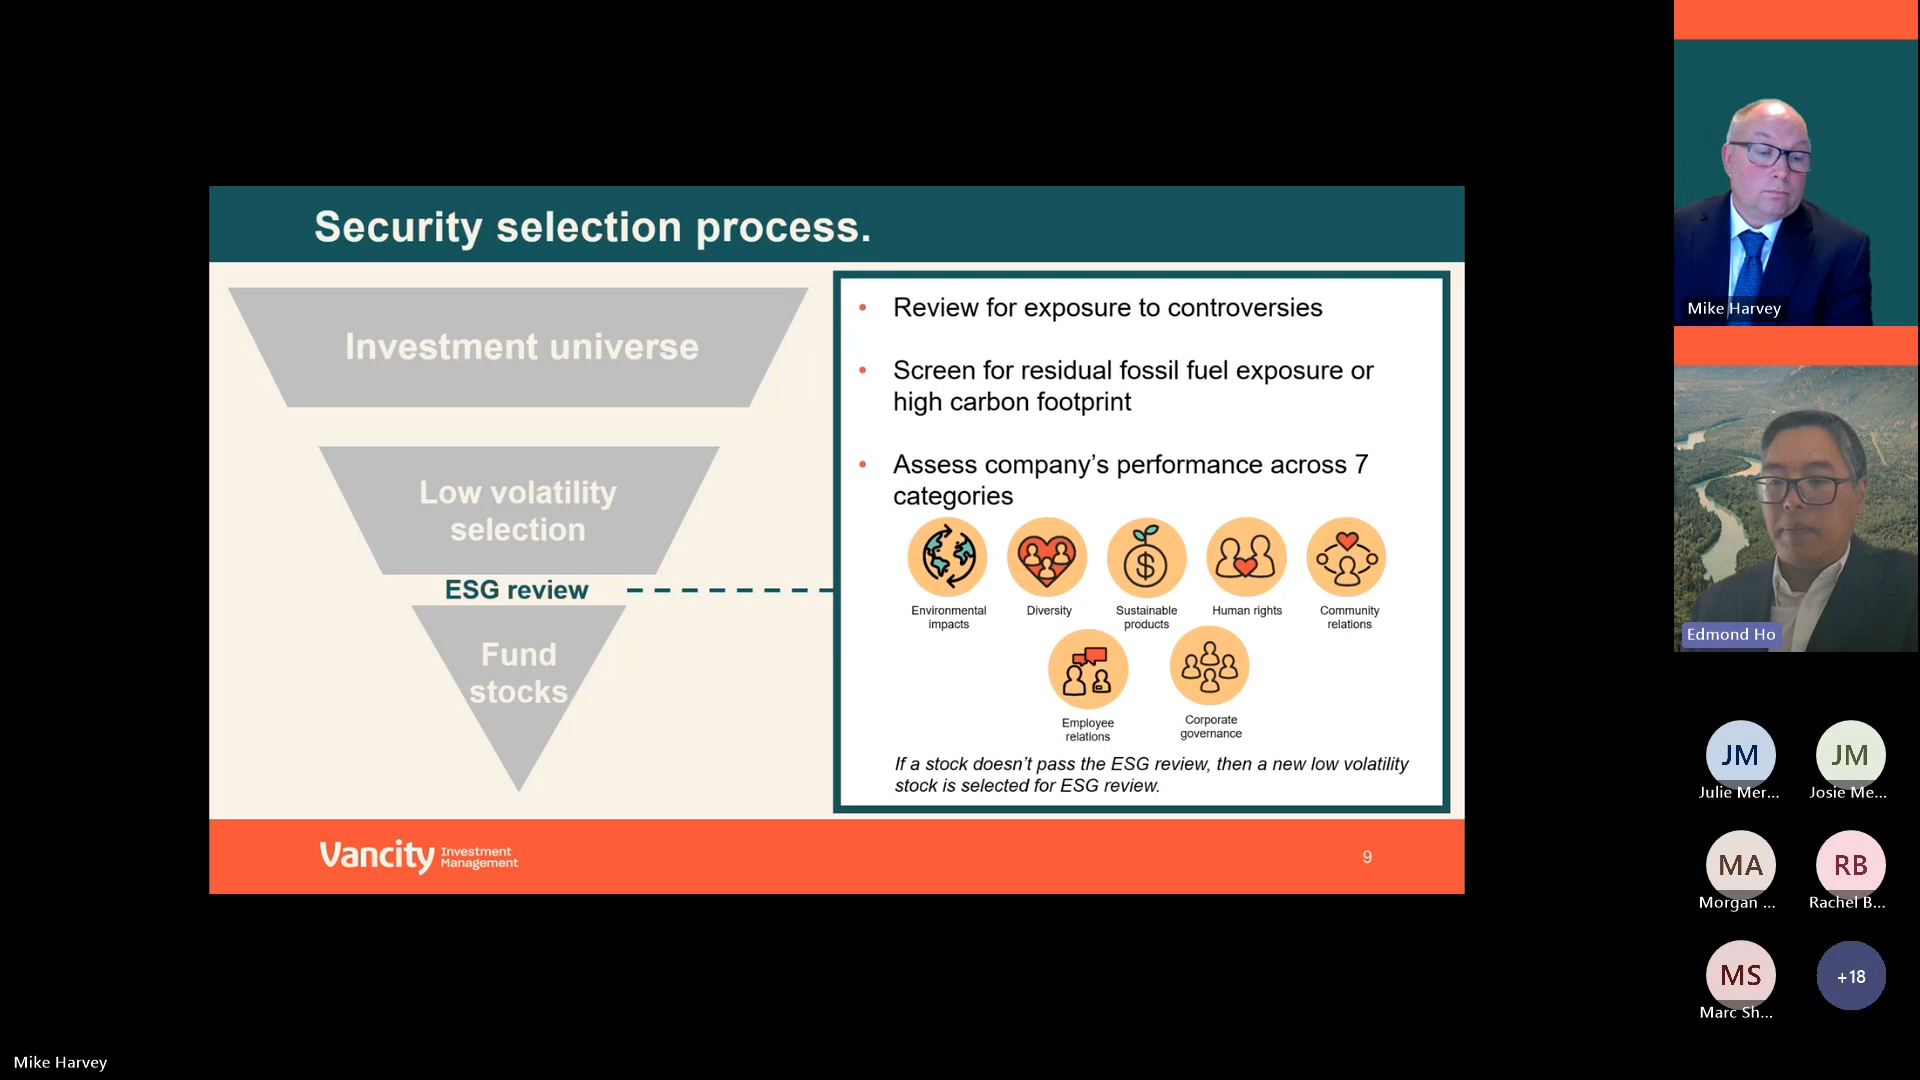 Security selection process.
Investment universe
Low volatility
selection
ESG review
Fund
stocks
• Review for exposure to controversies
• Screen for residual fossil fuel exposure or
high carbon footprint
• Assess company’s performance across 7
categories
Environmental
impacts
Diversity
Sustainable
products
Human rights
Community
relations
Employee
relations
Corporate
governance
If a stock doesn’t pass the ESG review, then a new low volatility
stock is selected for ESG review.
Vancity Investment
Management
9
Mike Harvey
Edmond Ho
JM
Julie Mer...
JM
Josie Me...
MA
Morgan ...
RB
Rachel B...
MS
Marc Sh...
+18
Mike Harvey